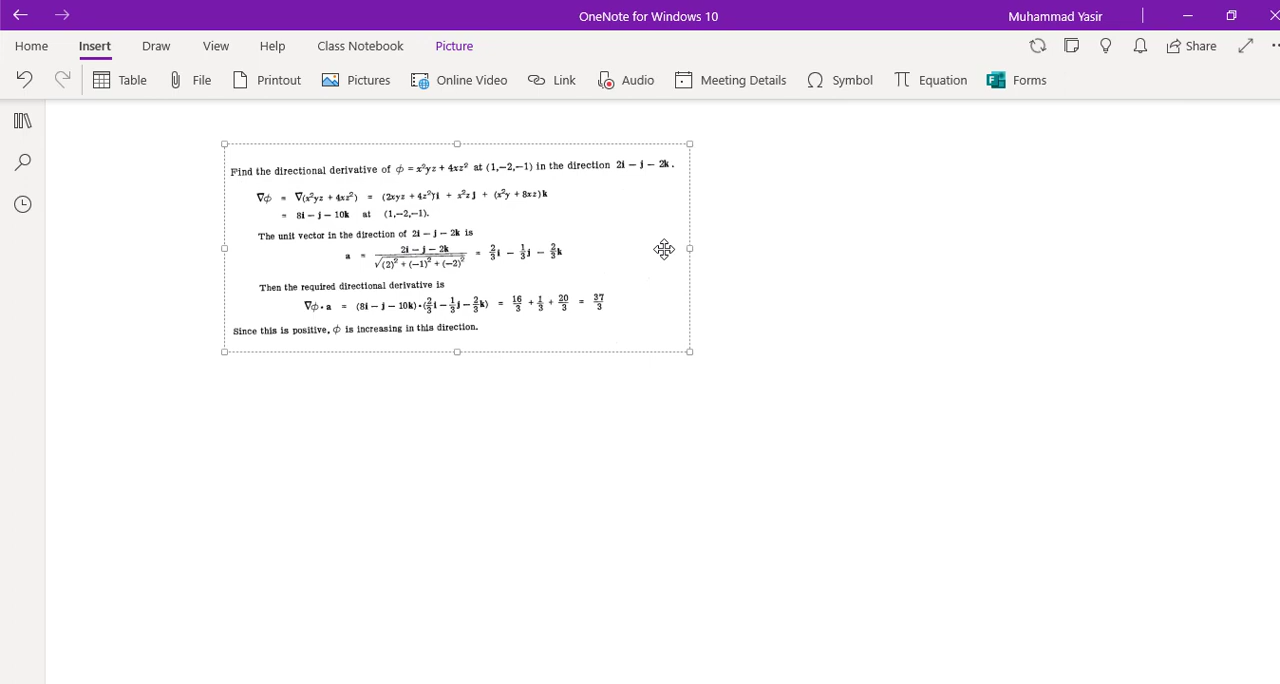 OneNote for Windows 10
Muhammad Yasir
Home Insert Draw View Help Class Notebook Picture
Share
Table File Printout Pictures Online Video Link Audio Meeting Details Symbol Equation Forms
Find the directional derivative of φ = x²yz + 4xz² at (1,−2,−1) in the direction 2i − j − 2k.
∇φ = ∇(x²yz + 4xz²) = (2xyz + 4z²)i + x²z j + (x²y + 8xz)k
= 8i − j − 10k at (1,−2,−1).
The unit vector in the direction of 2i − j − 2k is
a = (2i − j − 2k)/√((2)² + (−1)² + (−2)²) = 2/3 i − 1/3 j − 2/3 k
Then the required directional derivative is
∇φ·a = (8i − j − 10k)·(2/3 i − 1/3 j − 2/3 k) = 16/3 + 1/3 + 20/3 = 37/3
Since this is positive, φ is increasing in this direction.